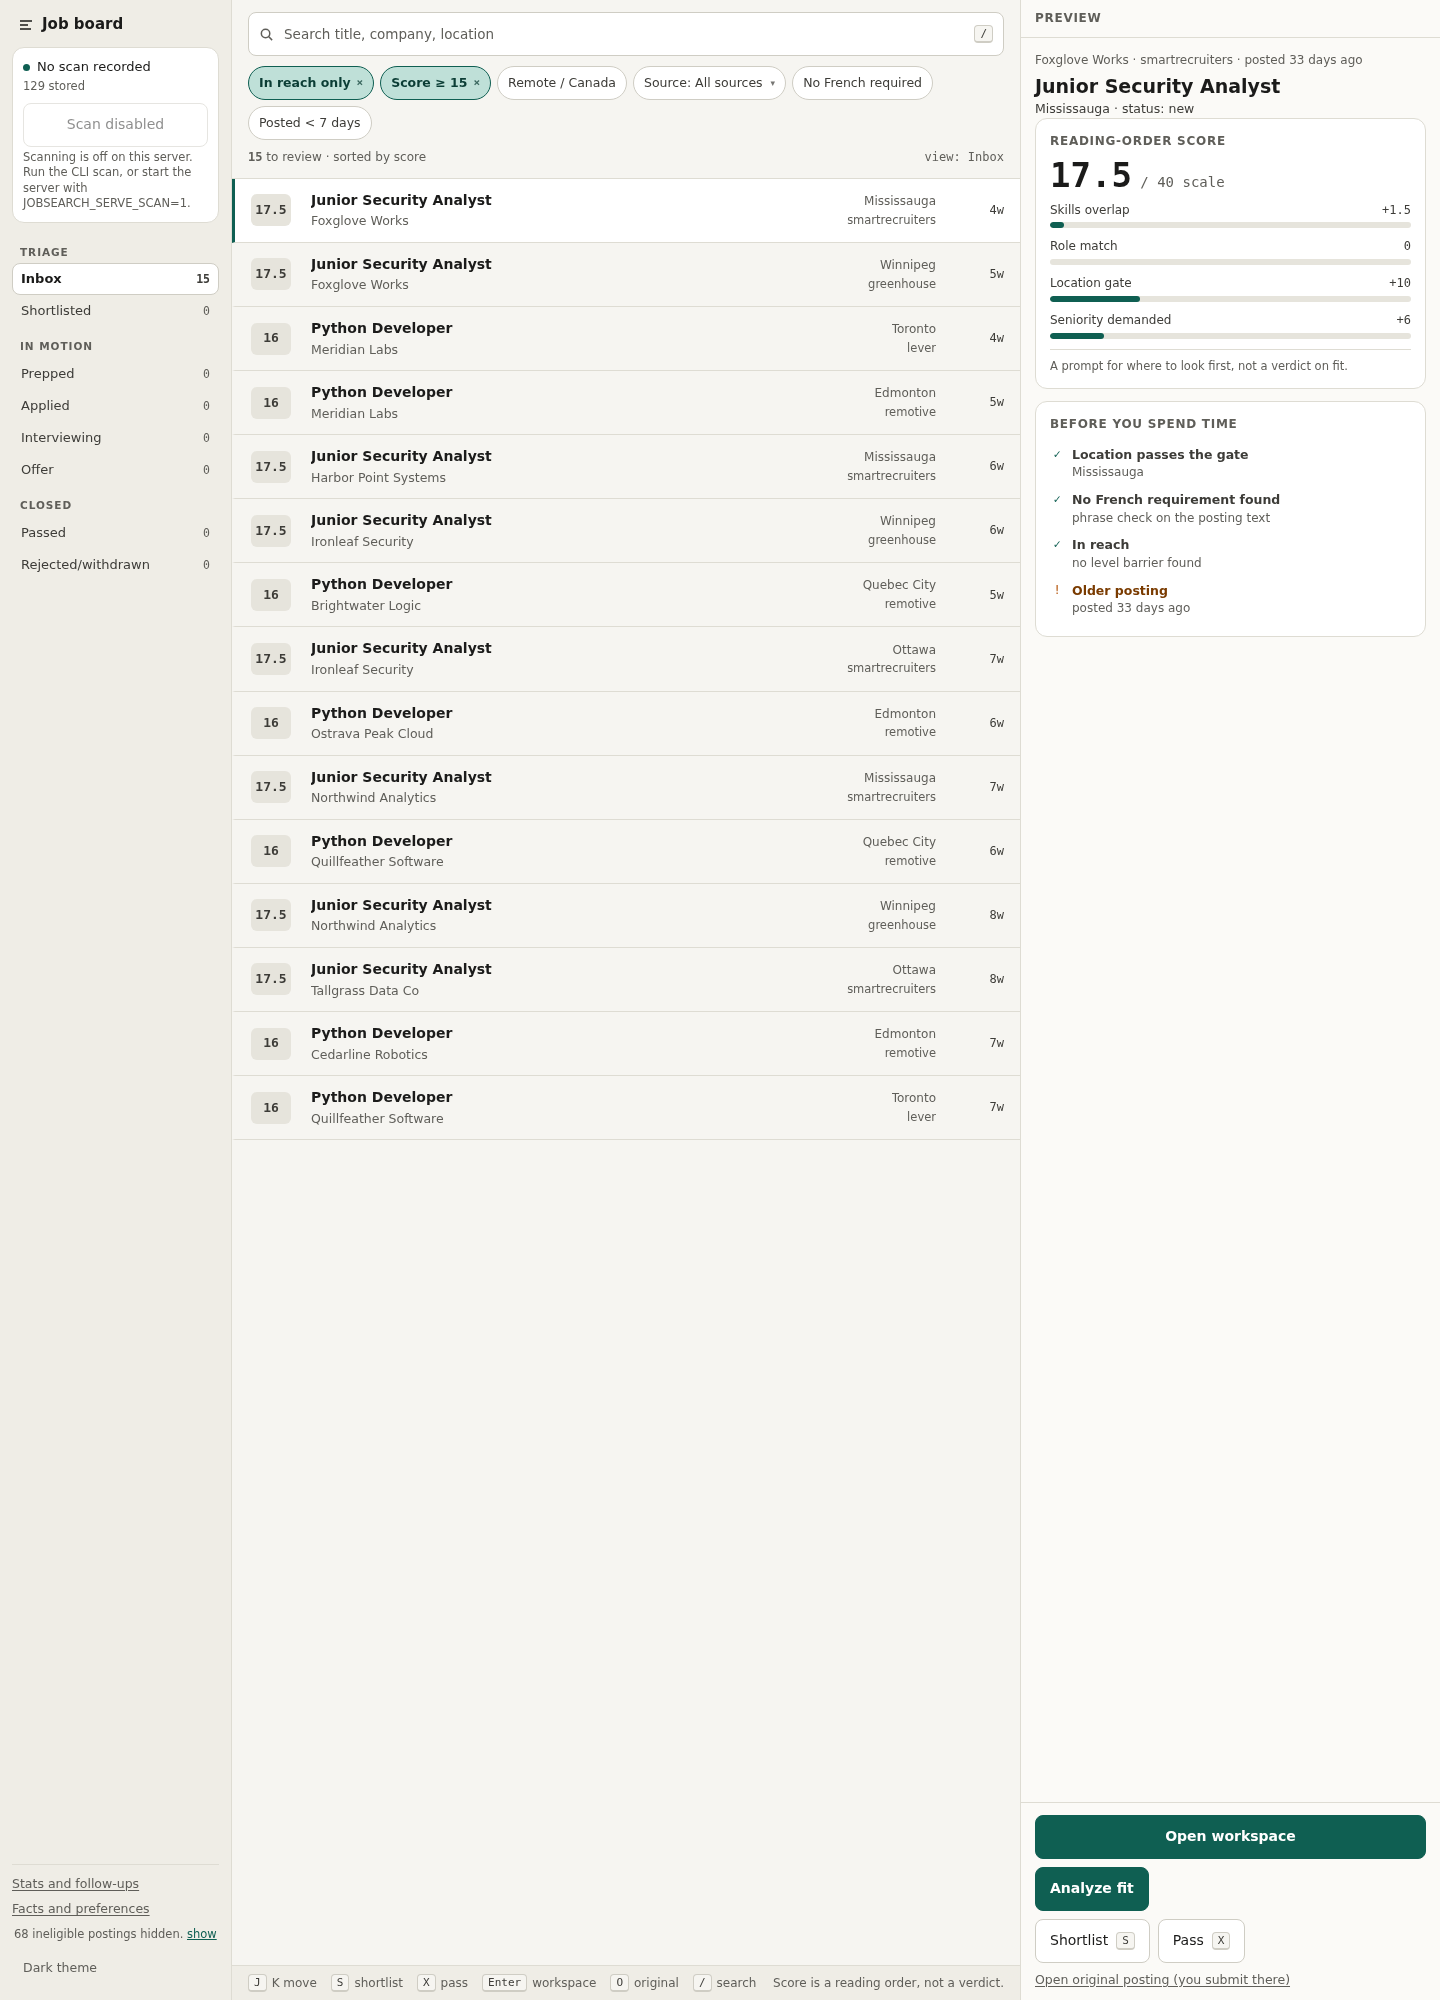 Job board
No scan recorded
129 stored
Scan disabled
Scanning is off on this server.
Run the CLI scan, or start the
server with
JOBSEARCH_SERVE_SCAN=1.
TRIAGE
Inbox 15
Shortlisted 0
IN MOTION
Prepped 0
Applied 0
Interviewing 0
Offer 0
CLOSED
Passed 0
Rejected/withdrawn 0
Stats and follow-ups
Facts and preferences
68 ineligible postings hidden. show
Dark theme
Search title, company, location /
In reach only × Score ≥ 15 × Remote / Canada Source: All sources ▾ No French required
Posted < 7 days
15 to review · sorted by score view: Inbox
17.5 Junior Security Analyst Mississauga 4w
Foxglove Works smartrecruiters
17.5 Junior Security Analyst Winnipeg 5w
Foxglove Works greenhouse
16 Python Developer Toronto 4w
Meridian Labs lever
16 Python Developer Edmonton 5w
Meridian Labs remotive
17.5 Junior Security Analyst Mississauga 6w
Harbor Point Systems smartrecruiters
17.5 Junior Security Analyst Winnipeg 6w
Ironleaf Security greenhouse
16 Python Developer Quebec City 5w
Brightwater Logic remotive
17.5 Junior Security Analyst Ottawa 7w
Ironleaf Security smartrecruiters
16 Python Developer Edmonton 6w
Ostrava Peak Cloud remotive
17.5 Junior Security Analyst Mississauga 7w
Northwind Analytics smartrecruiters
16 Python Developer Quebec City 6w
Quillfeather Software remotive
17.5 Junior Security Analyst Winnipeg 8w
Northwind Analytics greenhouse
17.5 Junior Security Analyst Ottawa 8w
Tallgrass Data Co smartrecruiters
16 Python Developer Edmonton 7w
Cedarline Robotics remotive
16 Python Developer Toronto 7w
Quillfeather Software lever
J K move S shortlist X pass Enter workspace O original / search Score is a reading order, not a verdict.
PREVIEW
Foxglove Works · smartrecruiters · posted 33 days ago
Junior Security Analyst
Mississauga · status: new
READING-ORDER SCORE
17.5 / 40 scale
Skills overlap +1.5
Role match 0
Location gate +10
Seniority demanded +6
A prompt for where to look first, not a verdict on fit.
BEFORE YOU SPEND TIME
✓ Location passes the gate
Mississauga
✓ No French requirement found
phrase check on the posting text
✓ In reach
no level barrier found
! Older posting
posted 33 days ago
Open workspace
Analyze fit
Shortlist S Pass X
Open original posting (you submit there)